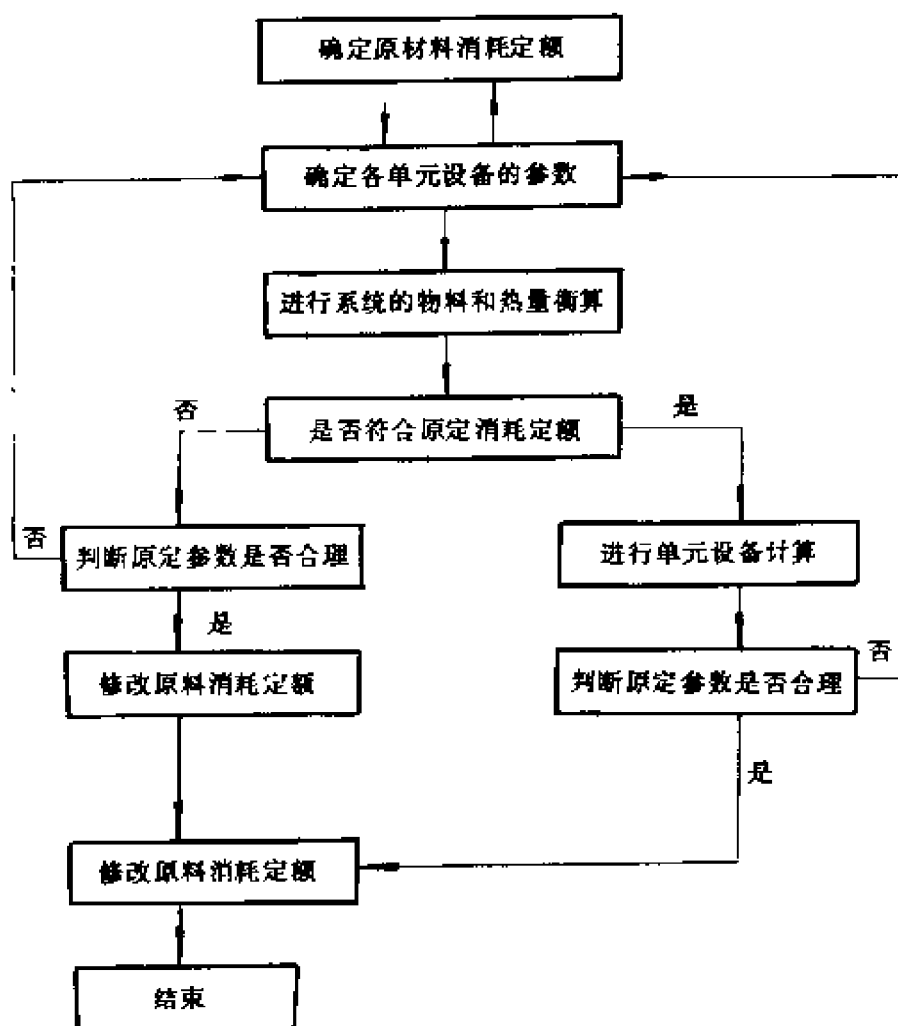 确定原材料消耗定额
确定各单元设备的参数
进行系统的物料和热量衡算
否
是
是否符合原定消耗定额
否
判断原定参数是否合理
进行单元设备计算
是
否
修改原料消耗定额
判断原定参数是否合理
是
修改原料消耗定额
结束